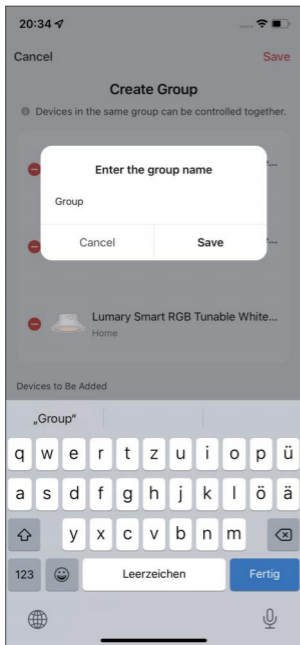 20:34
Cancel
Save
Create Group
Devices in the same group can be controlled together.
Enter the group name
Group
Cancel
Save
Lumary Smart RGB Tunable White...
Home
Devices to Be Added
„Group“
q w e r t z u i o p ü
a s d f g h j k l ö ä
y x c v b n m
123
Leerzeichen
Fertig